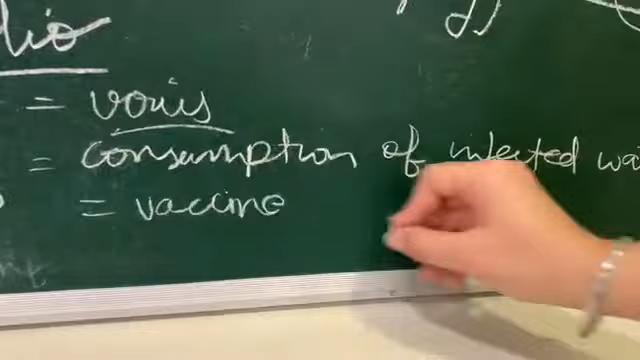 lio
= vorus
= consumption of infected wa
= vaccine